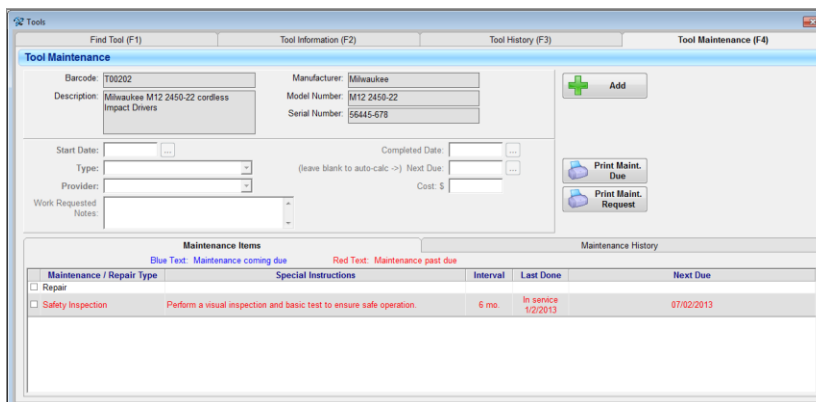 Tools
Find Tool (F1)
Tool Information (F2)
Tool History (F3)
Tool Maintenance (F4)
Tool Maintenance
Barcode: T00202
Manufacturer: Milwaukee
Description: Milwaukee M12 2450-22 cordless
Impact Drivers
Model Number: M12 2450-22
Serial Number: 56445-678
Add
Start Date: ...
Completed Date: ...
Type:
(leave blank to auto-calc ->) Next Due: ...
Provider:
Cost: $
Work Requested
Notes:
Print Maint.
Due
Print Maint.
Request
Maintenance Items
Maintenance History
Blue Text: Maintenance coming due
Red Text: Maintenance past due
Maintenance / Repair Type Special Instructions Interval Last Done Next Due
Repair
Safety Inspection Perform a visual inspection and basic test to ensure safe operation. 6 mo. In service 07/02/2013
1/2/2013